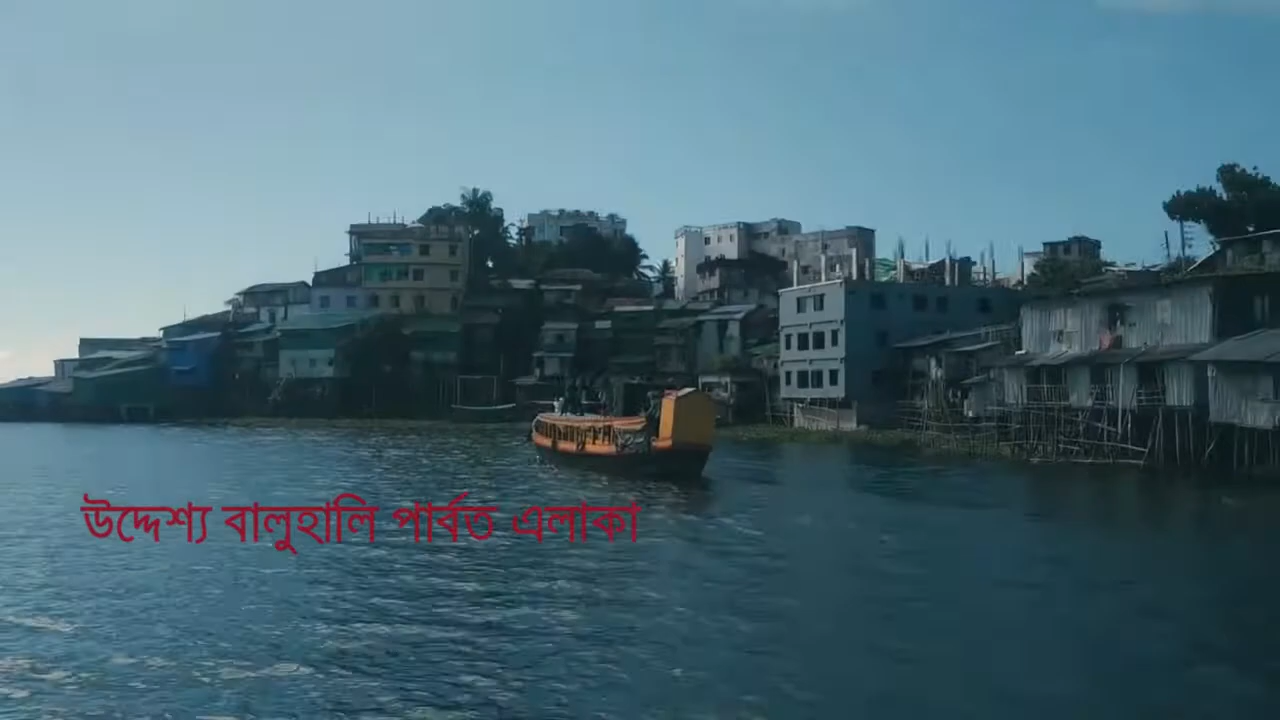 উদ্দেশ্য বালুহালি পার্বত এলাকা